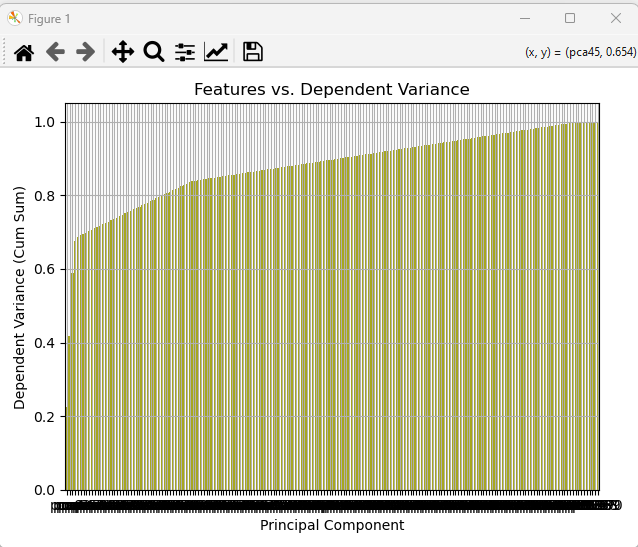 Figure 1
(x, y) = (pca45, 0.654)
Features vs. Dependent Variance
1.0
0.8
0.6
0.4
0.2
0.0
Dependent Variance (Cum Sum)
Principal Component